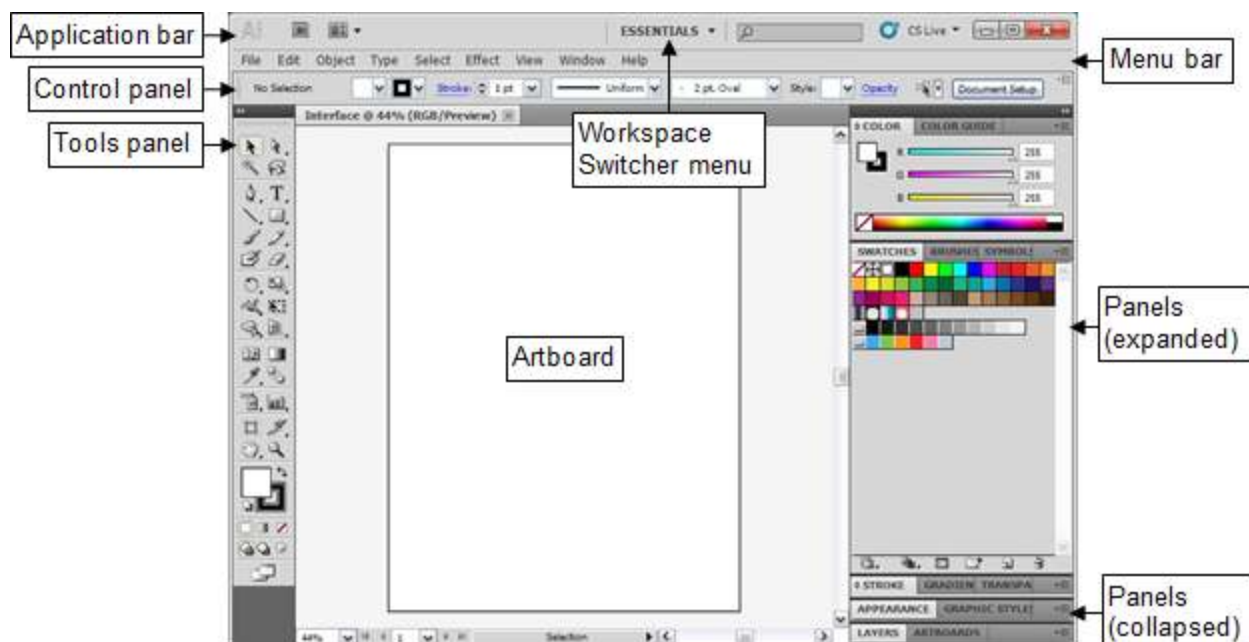 Application bar
Ai
ESSENTIALS
CS Live
File Edit Object Type Select Effect View Window Help
Menu bar
Control panel
No Selection
Stroke: 1 pt
Uniform
2 pt. Oval
Style:
Opacity
Document Setup
Tools panel
Interface @ 44% (RGB/Preview)
Workspace
Switcher menu
COLOR COLOR GUIDE
R 255
G 255
B 255
SWATCHES BRUSHES SYMBOLS
Artboard
Panels
(expanded)
STROKE GRADIEN TRANSPA
APPEARANCE GRAPHIC STYLES
LAYERS ARTBOARDS
Panels
(collapsed)
44% 1 Selection